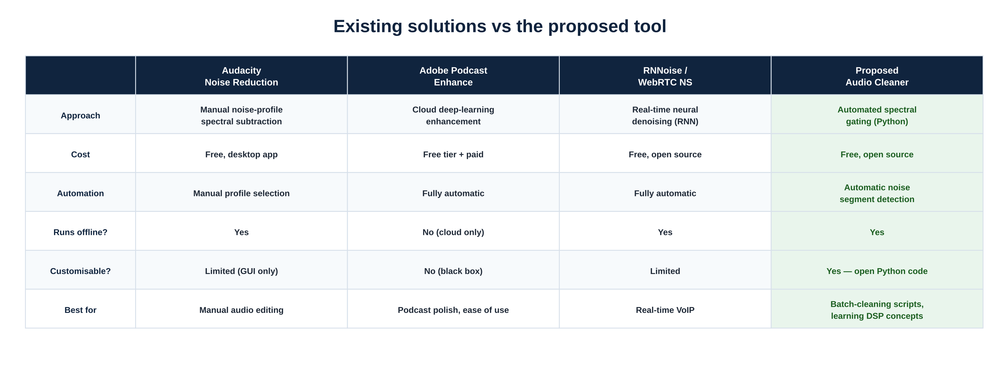 Existing solutions vs the proposed tool
Audacity
Noise Reduction
Adobe Podcast
Enhance
RNNoise /
WebRTC NS
Proposed
Audio Cleaner
Approach
Manual noise-profile
spectral subtraction
Cloud deep-learning
enhancement
Real-time neural
denoising (RNN)
Automated spectral
gating (Python)
Cost
Free, desktop app
Free tier + paid
Free, open source
Free, open source
Automation
Manual profile selection
Fully automatic
Fully automatic
Automatic noise
segment detection
Runs offline?
Yes
No (cloud only)
Yes
Yes
Customisable?
Limited (GUI only)
No (black box)
Limited
Yes — open Python code
Best for
Manual audio editing
Podcast polish, ease of use
Real-time VoIP
Batch-cleaning scripts,
learning DSP concepts